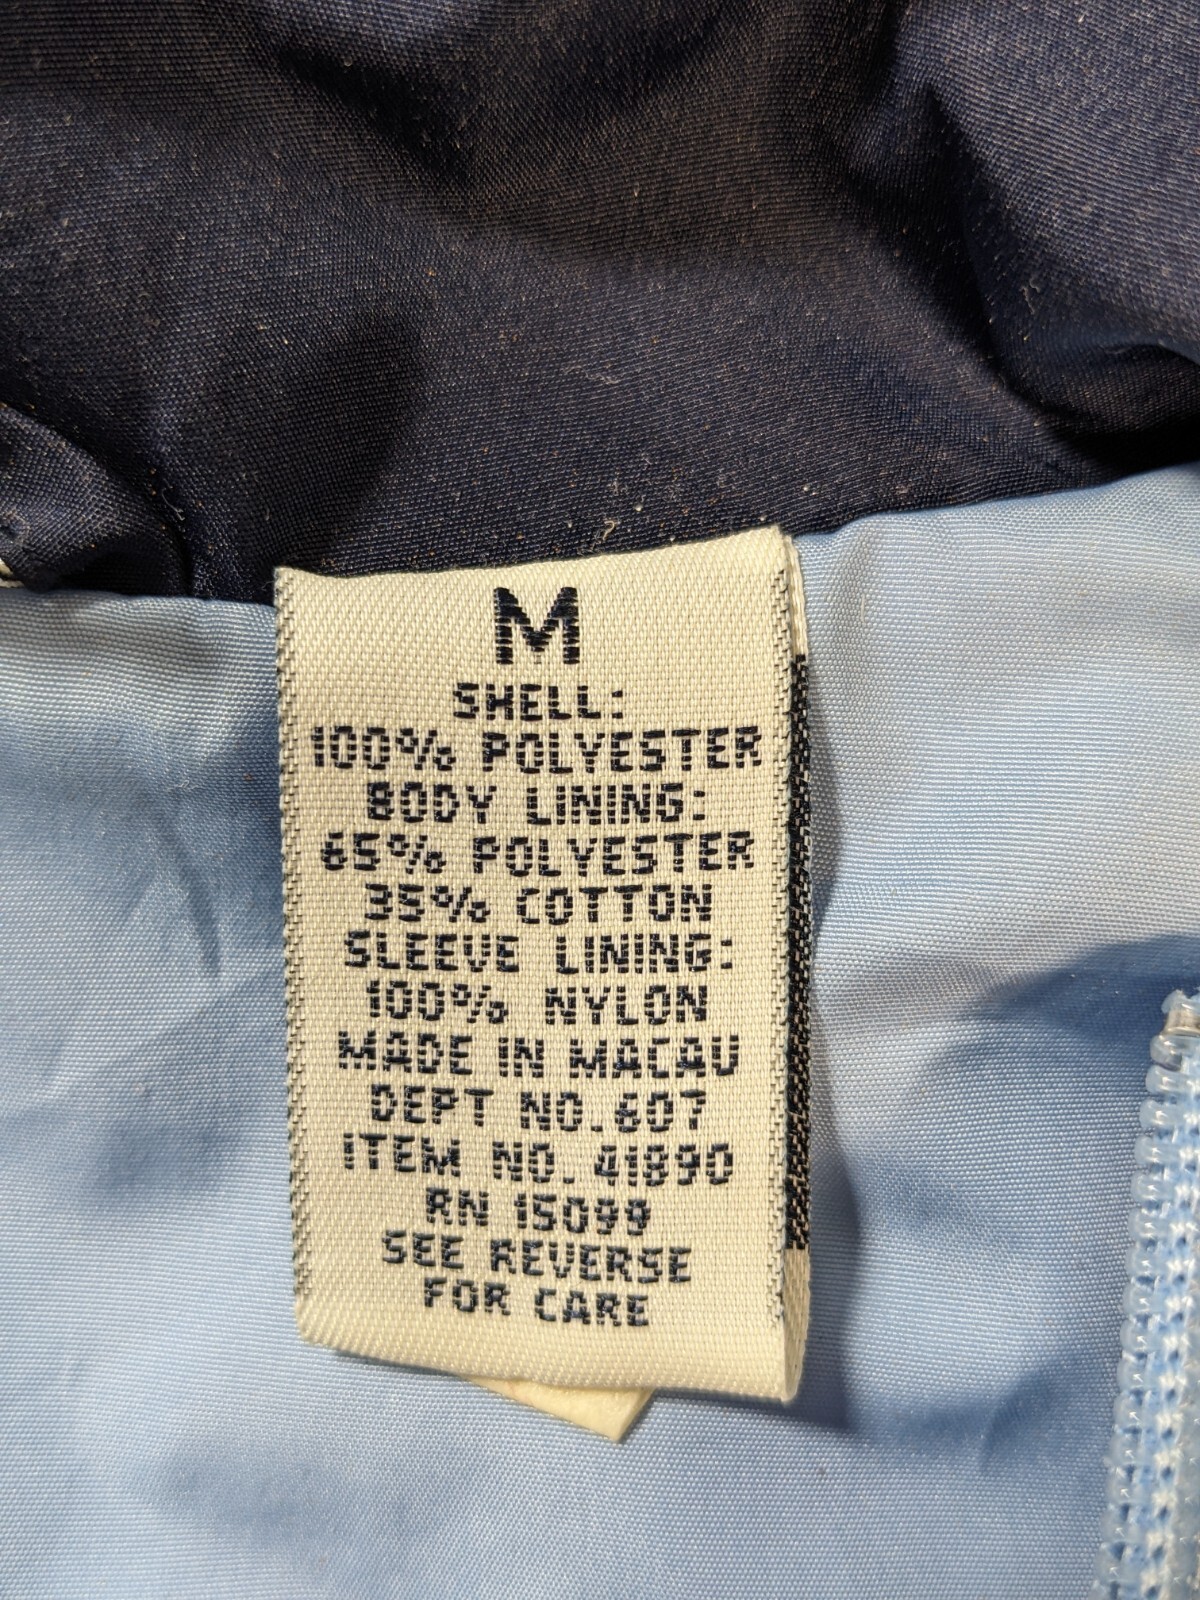 M
SHELL:
100% POLYESTER
BODY LINING:
65% POLYESTER
35% COTTON
SLEEVE LINING:
100% NYLON
MADE IN MACAU
DEPT NO.607
ITEM NO. 41890
RN 15099
SEE REVERSE
FOR CARE